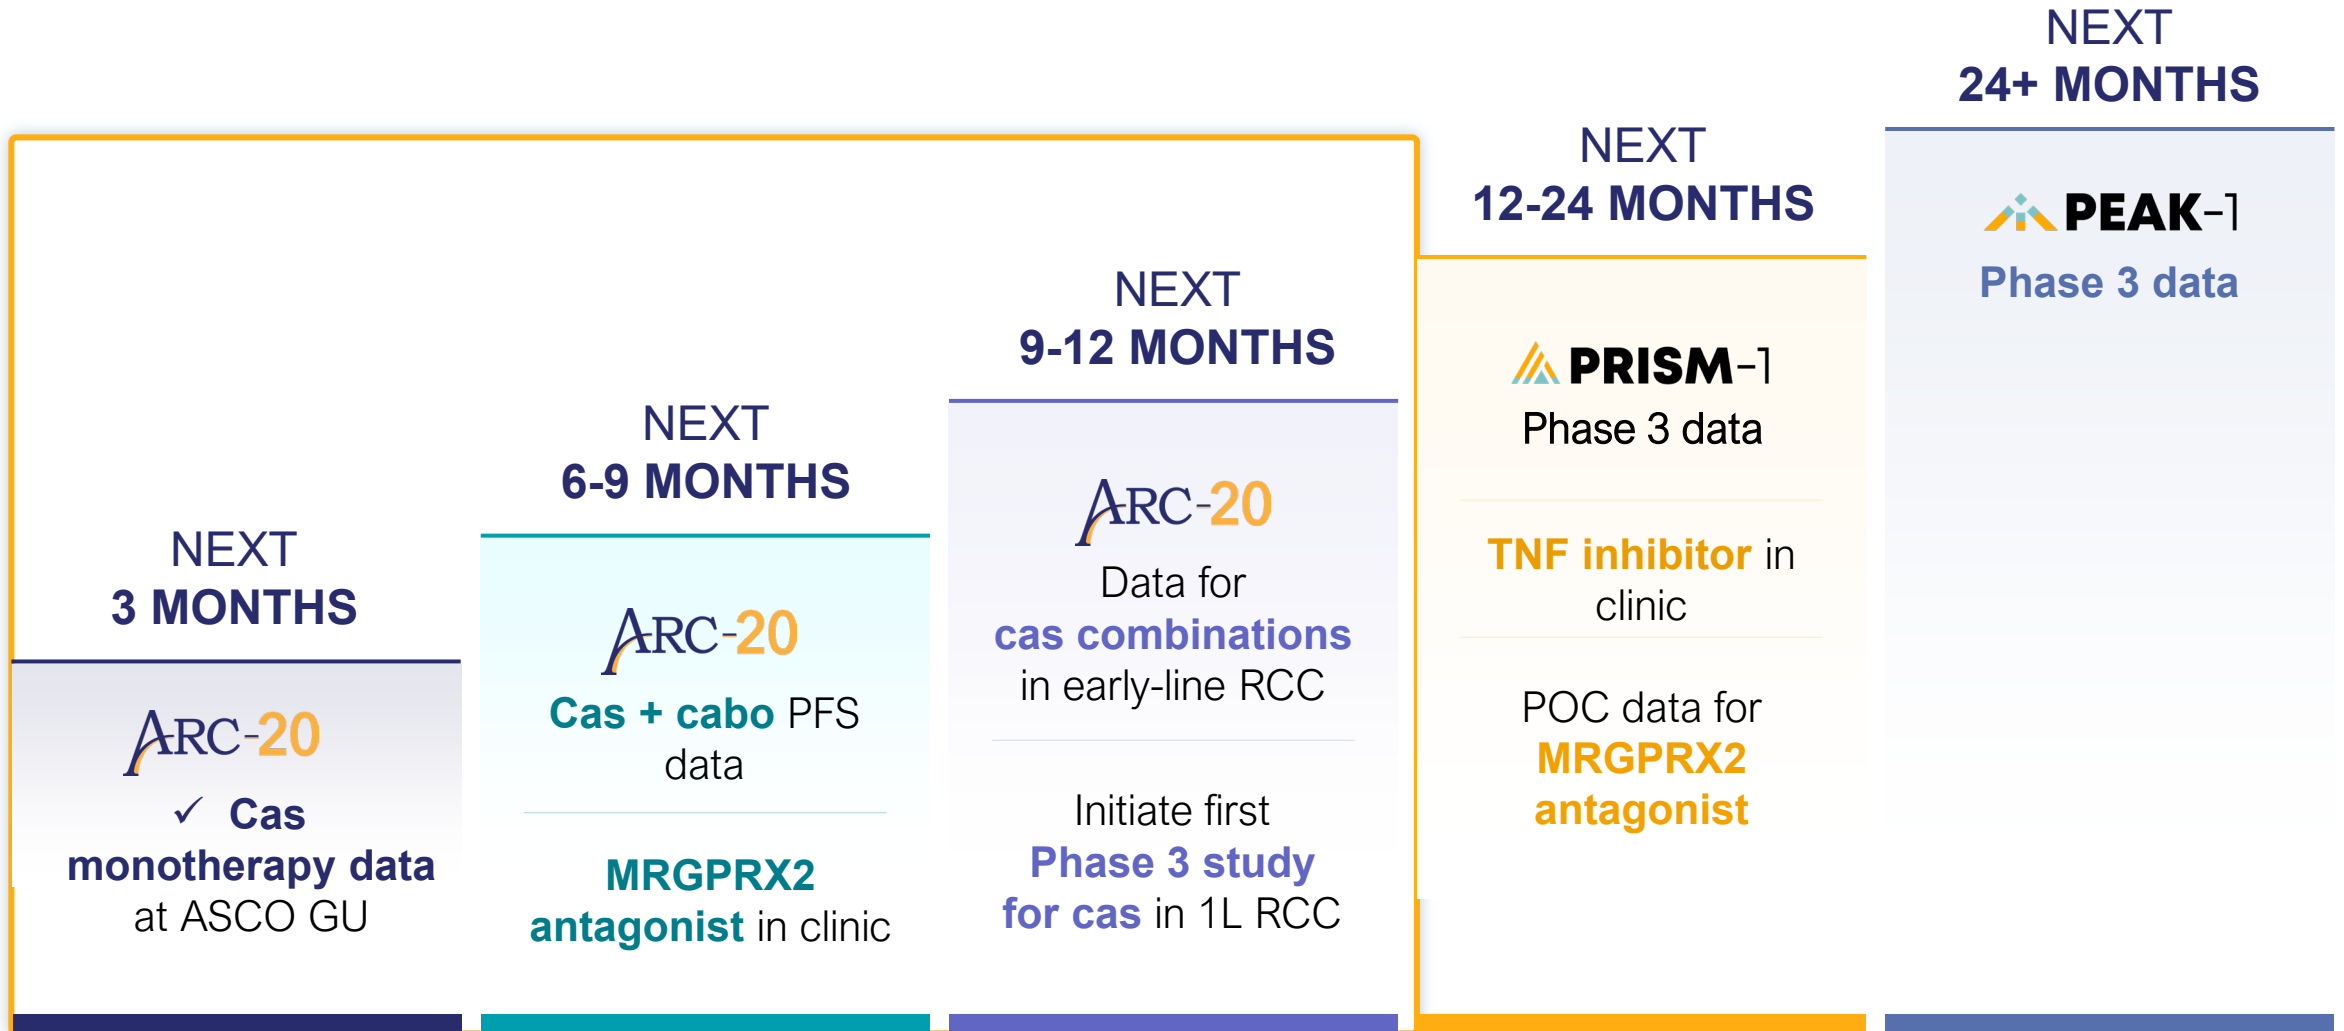 NEXT
3 MONTHS
ARC-20
✓ Cas
monotherapy data
at ASCO GU
NEXT
6-9 MONTHS
ARC-20
Cas + cabo PFS
data
MRGPRX2
antagonist in clinic
NEXT
9-12 MONTHS
ARC-20
Data for
cas combinations
in early-line RCC
Initiate first
Phase 3 study
for cas in 1L RCC
NEXT
12-24 MONTHS
PRISM-1
Phase 3 data
TNF inhibitor in
clinic
POC data for
MRGPRX2
antagonist
NEXT
24+ MONTHS
PEAK-1
Phase 3 data